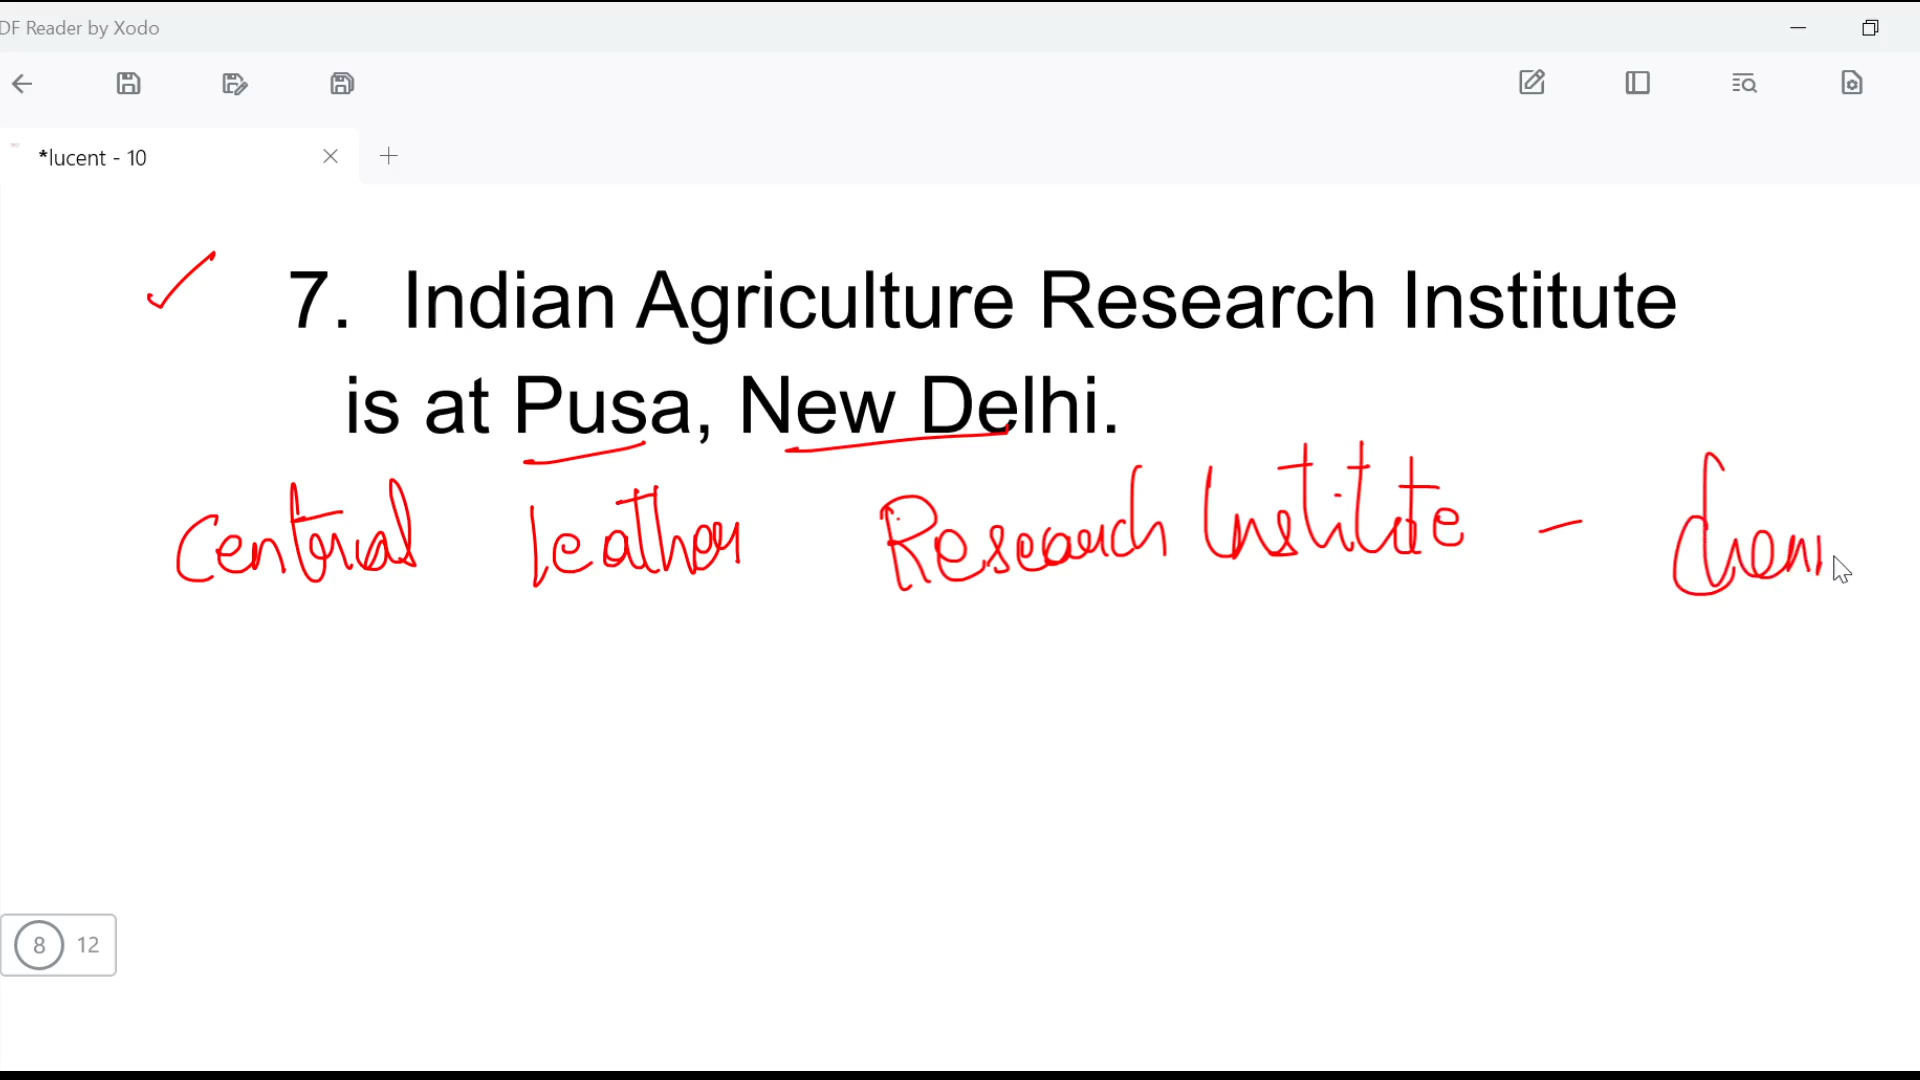 DF Reader by Xodo
*lucent - 10
7. Indian Agriculture Research Institute
is at Pusa, New Delhi.
Central Leather Research Institute - Chenn
8 12